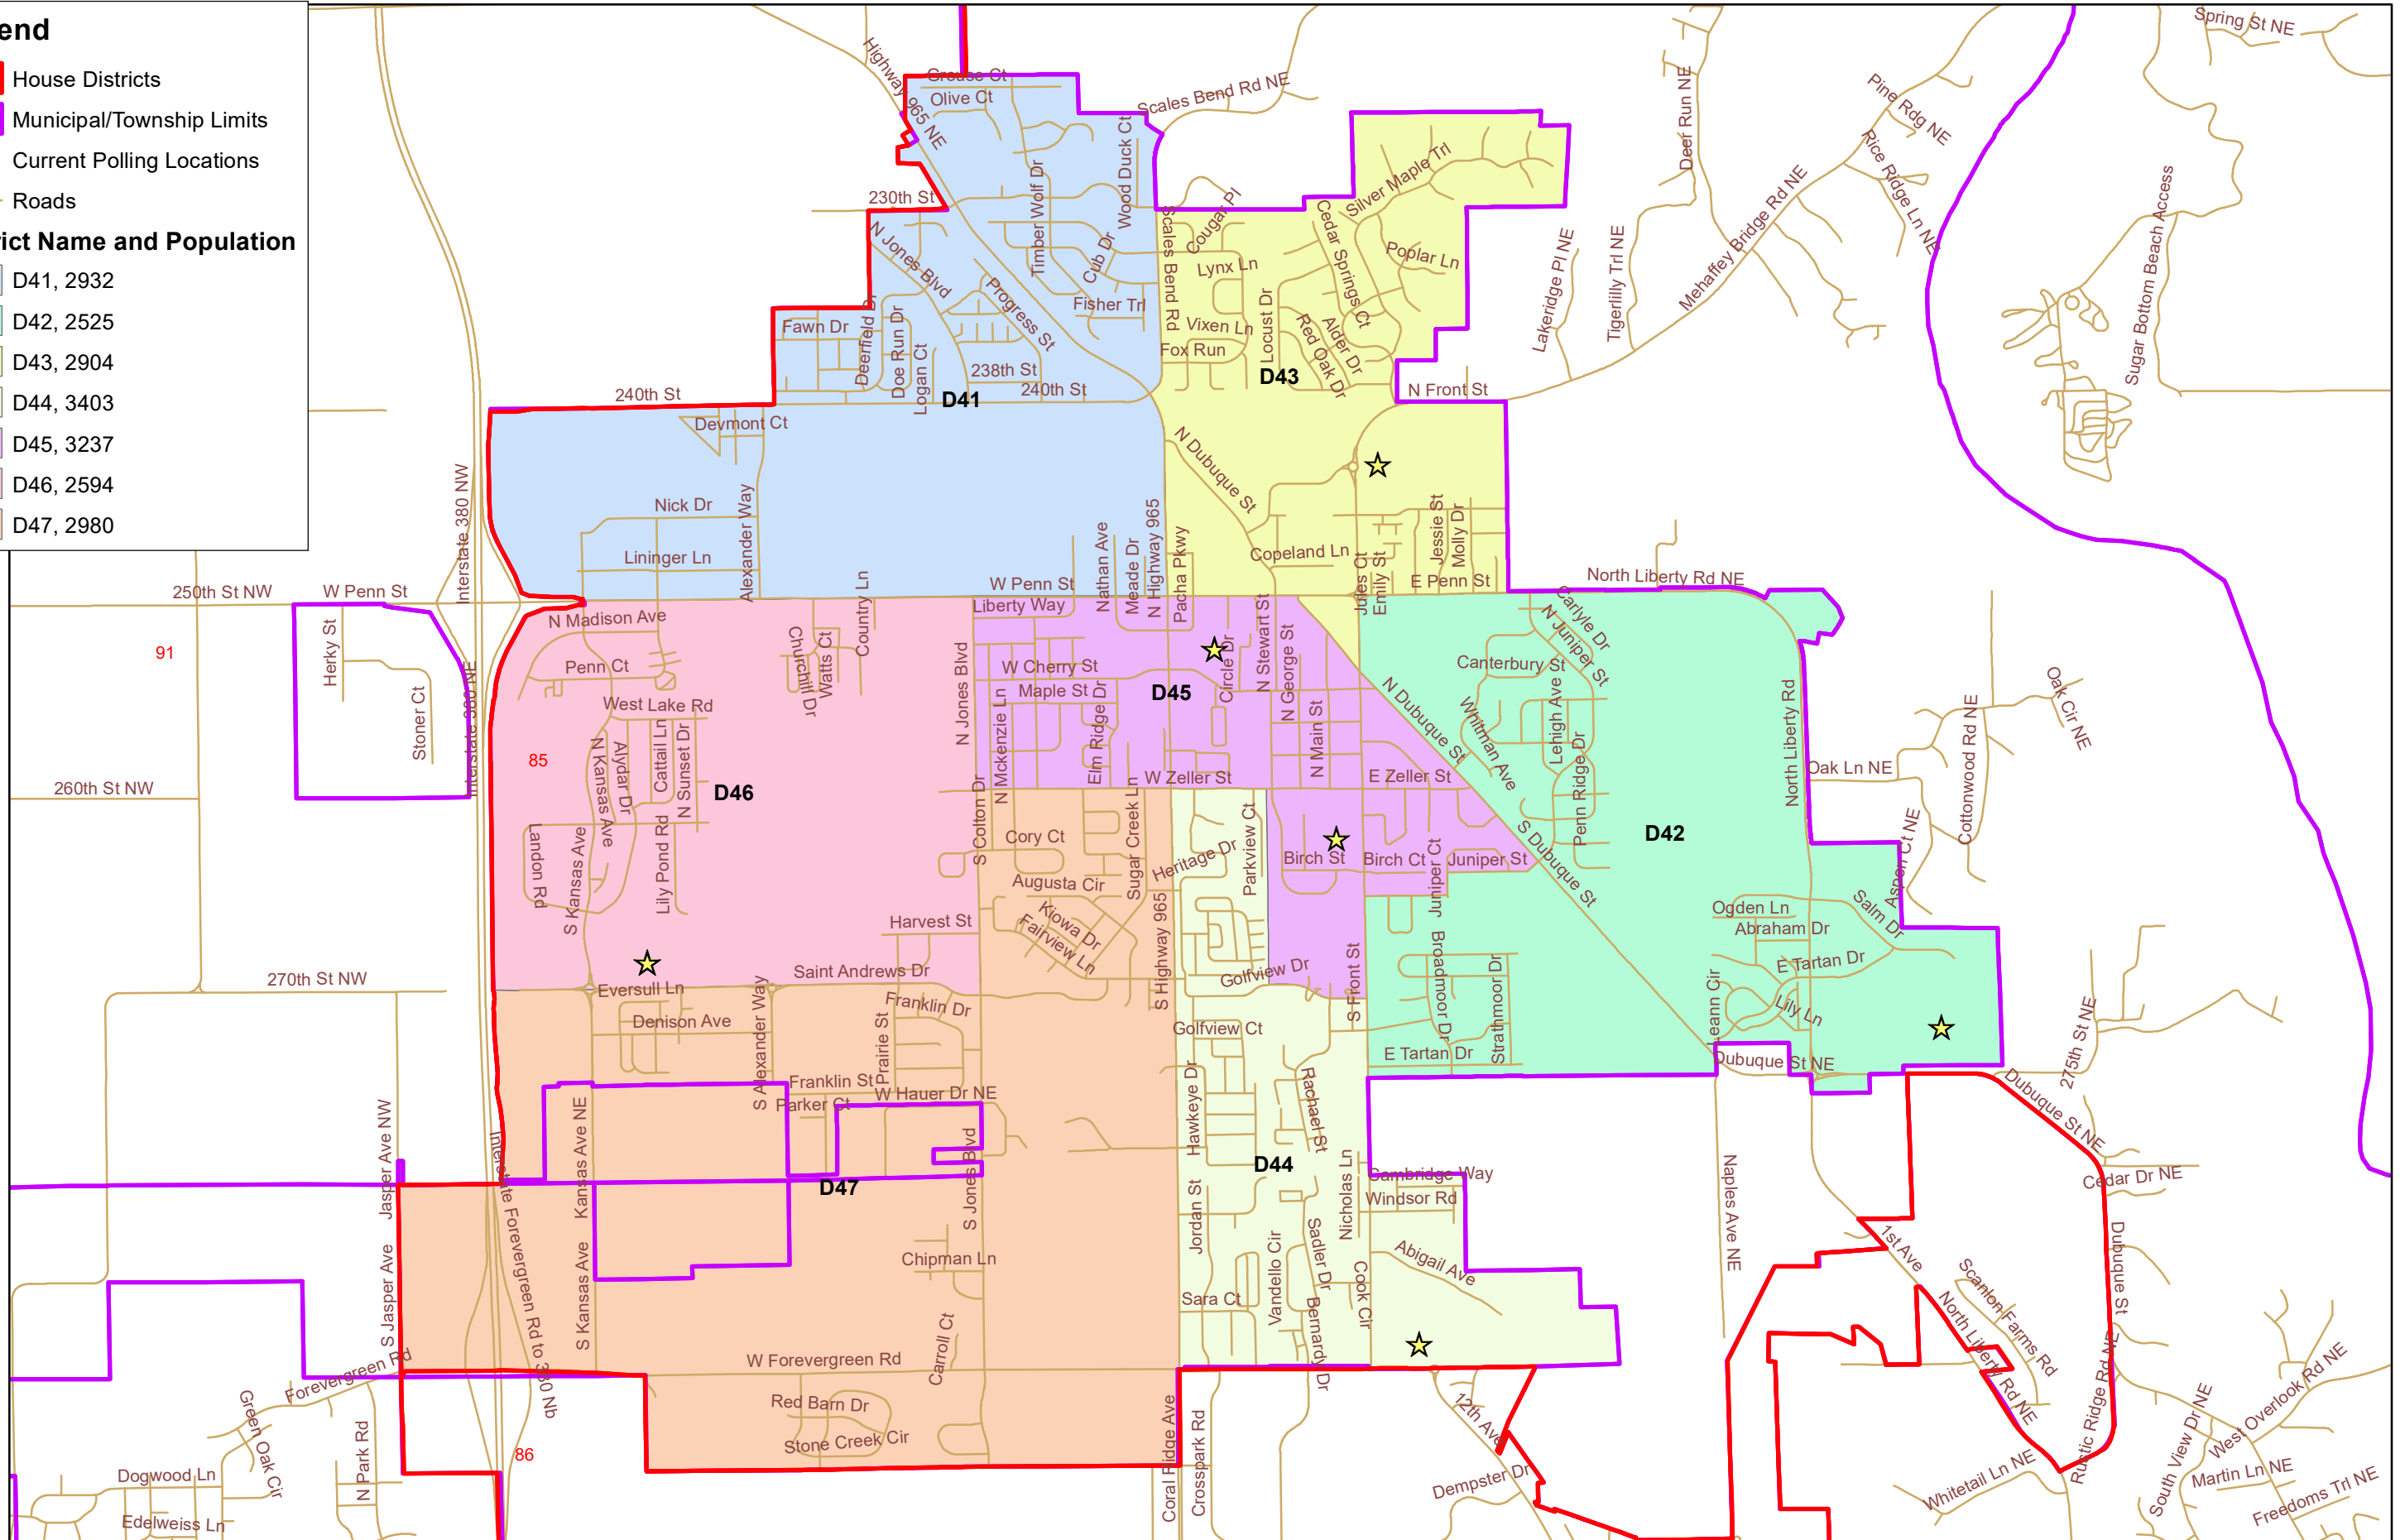 end
House Districts
Municipal/Township Limits
Current Polling Locations
Roads
ict Name and Population
D41, 2932
D42, 2525
D43, 2904
D44, 3403
D45, 3237
D46, 2594
D47, 2980
Spring St NE
Highway 965 NE
Grouse Ct
Olive Ct
Scales Bend Rd NE
Deer Run NE
Pine Rdg NE
Rice Ridge Ln NE
Sugar Bottom Beach Access
Mehaffey Bridge Rd NE
Lakeridge Pl NE
Tigerlilly Trl NE
230th St
N Jones Blvd
Timber Wolf Dr
Wood Duck Ct
Cub Dr
Scales Bend Rd
Cougar Pl
Silver Maple Trl
Cedar Springs Ct
Poplar Ln
Lynx Ln
Progress St
Fisher Trl
Fawn Dr
Deerfield Dr
Doe Run Dr
Logan Ct
Vixen Ln
Fox Run
Locust Dr
Red Oak Dr
Alder Dr
238th St
240th St
D41
D43
240th St
N Front St
Devmont Ct
N Dubuque St
Interstate 380 NW
Nick Dr
Alexander Way
Lininger Ln
Nathan Ave
Meade Dr
N Highway 965
Pacha Pkwy
Copeland Ln
Jessie St
Molly Dr
Jules Ct
Emily St
E Penn St
North Liberty Rd NE
250th St NW
W Penn St
W Penn St
Liberty Way
91
Herky St
Stoner Ct
Interstate 380 NE
N Madison Ave
Penn Ct
Churchill Dr
Watts Ct
Country Ln
N Jones Blvd
W Cherry St
Maple St
D45
Circle Dr
N Stewart St
N George St
N Main St
N Mckenzie Ln
Elm Ridge Dr
Carlyle Dr
N Juniper St
Canterbury St
N Dubuque St
Whitman Ave
Lehigh Ave
Penn Ridge Dr
North Liberty Rd
Oak Ln NE
Cottonwood Rd NE
Oak Cir NE
West Lake Rd
85
N Kansas Ave
Alydar Dr
Cattail Ln
N Sunset Dr
D46
260th St NW
W Zeller St
E Zeller St
Landon Rd
S Kansas Ave
Lily Pond Rd
S Colton Dr
Cory Ct
Sugar Creek Ln
Heritage Dr
Parkview Ct
Birch St
Birch Ct
Juniper Ct
Juniper St
S Dubuque St
D42
Aspen Ct NE
Augusta Cir
Kiowa Dr
Fairview Ln
Harvest St
S Highway 965
Golfview Dr
S Front St
Broadmoor Dr
Strathmoor Dr
Ogden Ln
Abraham Dr
Salm Dr
E Tartan Dr
Leann Cir
Lily Ln
270th St NW
Saint Andrews Dr
Eversull Ln
Denison Ave
S Alexander Way
Franklin Dr
Prairie St
Golfview Ct
E Tartan Dr
Dubuque St NE
275th St NE
Franklin St
W Hauer Dr NE
Parker Ct
Kansas Ave NE
Jasper Ave NW
Hawkeye Dr
Rachael St
D44
Nicholas Ln
Cambridge Way
Windsor Rd
Naples Ave NE
Dubuque St NE
Cedar Dr NE
D47
S Jones Blvd
Interstate Forevergreen Rd to 380 Nb
S Jasper Ave
S Kansas Ave
Chipman Ln
Jordan St
Vandello Cir
Sadler Dr
Cook Cir
Abigail Ave
1st Ave
Scanlon Farms Rd
North Liberty Rd NE
Dubuque St
Sara Ct
Bernardy Dr
Carroll Ct
W Forevergreen Rd
Forevergreen Rd
Green Oak Cir
N Park Rd
Red Barn Dr
Stone Creek Cir
86
Coral Ridge Ave
Crosspark Rd
12th Ave
Dempster Dr
Rustic Ridge Rd NE
West Overlook Rd NE
South View Dr NE
Martin Ln NE
Freedoms Trl NE
Whitetail Ln NE
Dogwood Ln
Edelweiss Ln